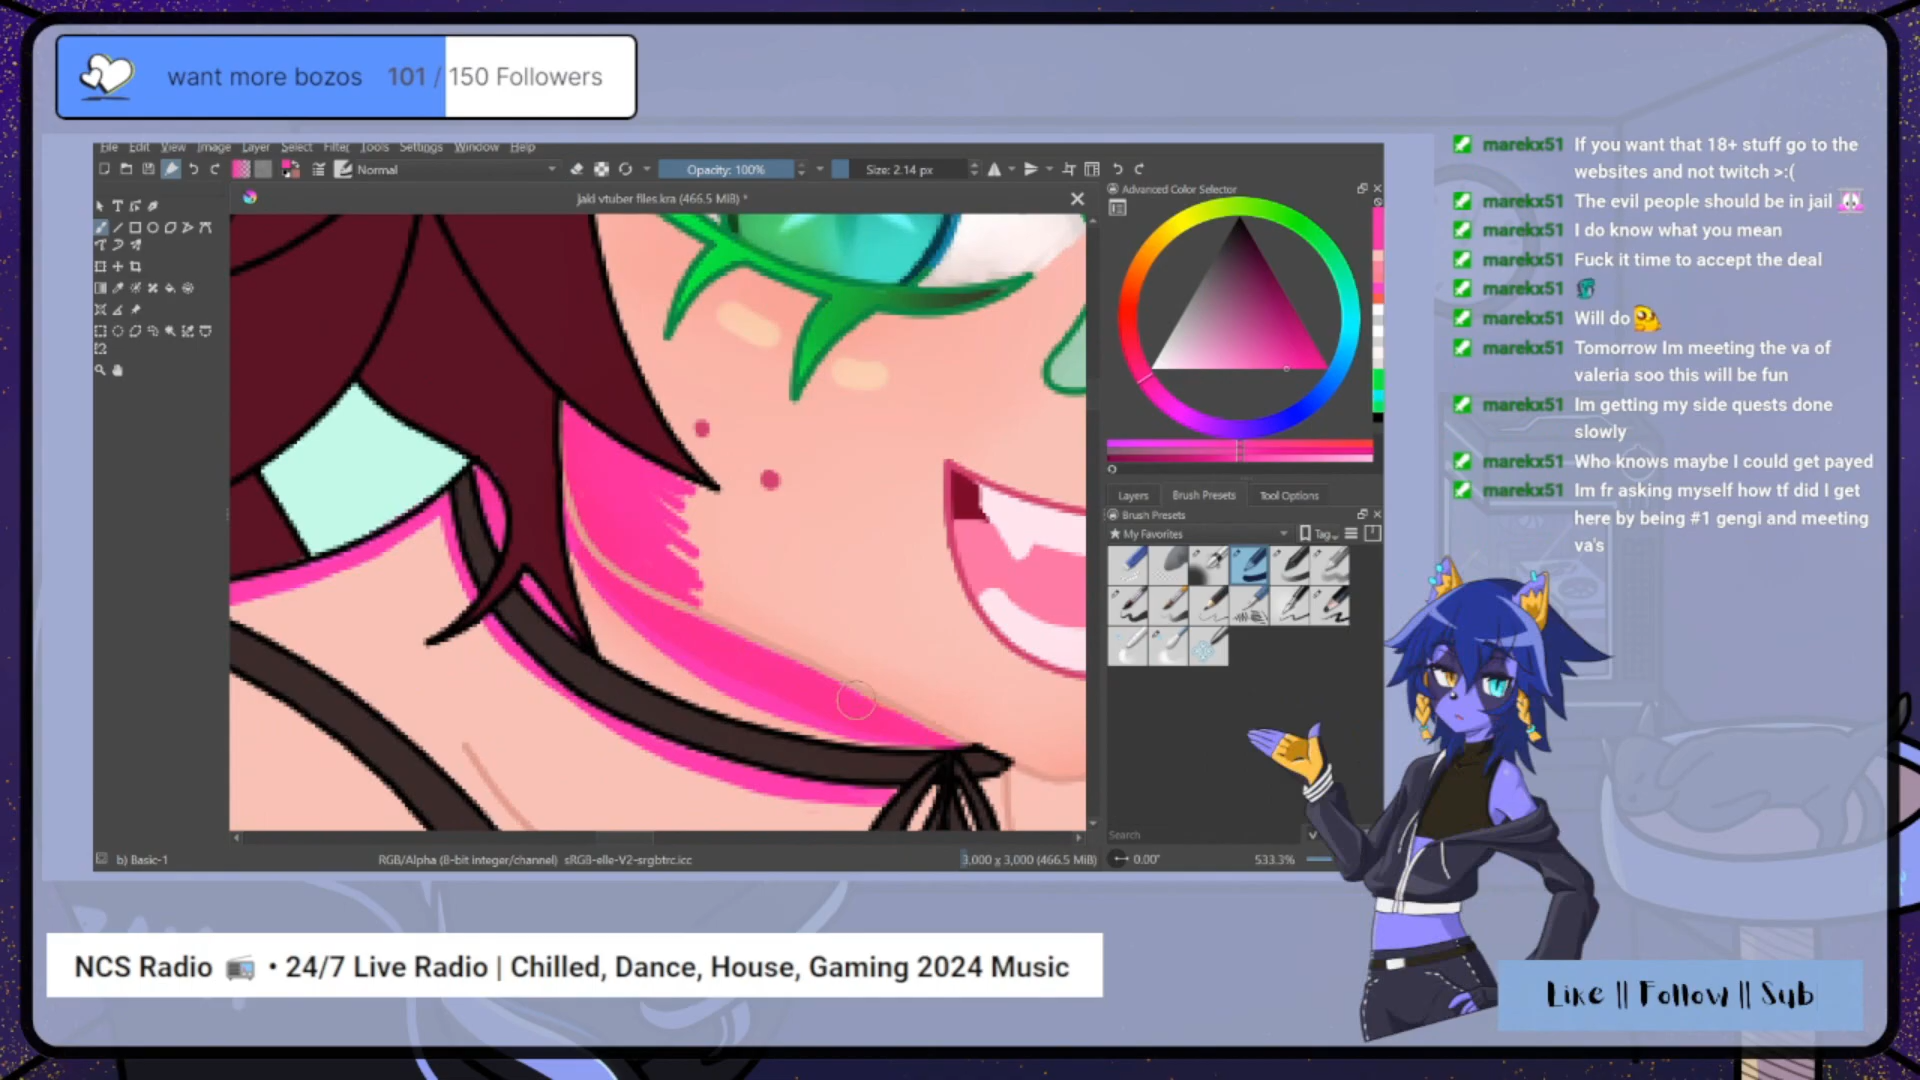 want more bozos 101 / 150 Followers
File Edit View Image Layer Select Filter Tools Settings Window Help
Normal Opacity: 100% Size: 2.14 px
jaki vtuber files.kra (466.5 MiB) *
Advanced Color Selector
Layers Brush Presets Tool Options
Brush Presets
My Favorites Tag
Search
b) Basic-1 RGB/Alpha (8-bit integer/channel) sRGB-elle-V2-srgbtrc.icc 3,000 x 3,000 (466.5 MiB) 0.00° 533.3%
marekx51 If you want that 18+ stuff go to the
websites and not twitch >:(
marekx51 The evil people should be in jail
marekx51 I do know what you mean
marekx51 Fuck it time to accept the deal
marekx51
marekx51 Will do
marekx51 Tomorrow Im meeting the va of
valeria soo this will be fun
marekx51 Im getting my side quests done
slowly
marekx51 Who knows maybe I could get payed
marekx51 Im fr asking myself how tf did I get
here by being #1 gengi and meeting
va's
NCS Radio 📻 • 24/7 Live Radio | Chilled, Dance, House, Gaming 2024 Music
Like || Follow || Sub